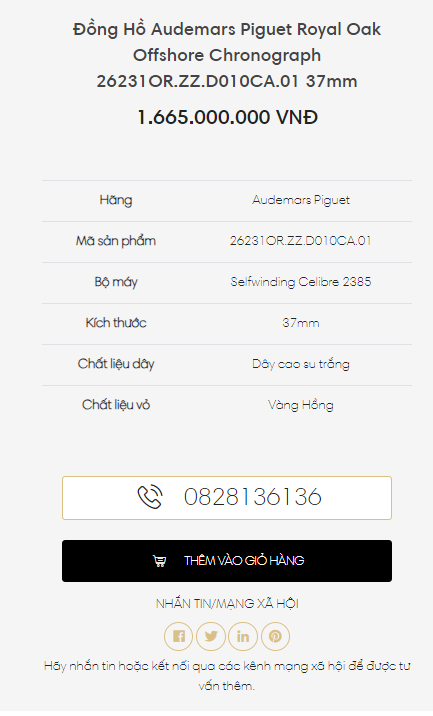 Đồng Hồ Audemars Piguet Royal Oak
Offshore Chronograph
26231OR.ZZ.D010CA.01 37mm
1.665.000.000 VNĐ
Hãng Audemars Piguet
Mã sản phẩm 26231OR.ZZ.D010CA.01
Bộ máy Selfwinding Celibre 2385
Kích thước 37mm
Chất liệu dây Dây cao su trắng
Chất liệu vỏ Vàng Hồng
0828136136
THÊM VÀO GIỎ HÀNG
NHẮN TIN/MẠNG XÃ HỘI
Hãy nhắn tin hoặc kết nối qua các kênh mạng xã hội để được tư
vấn thêm.